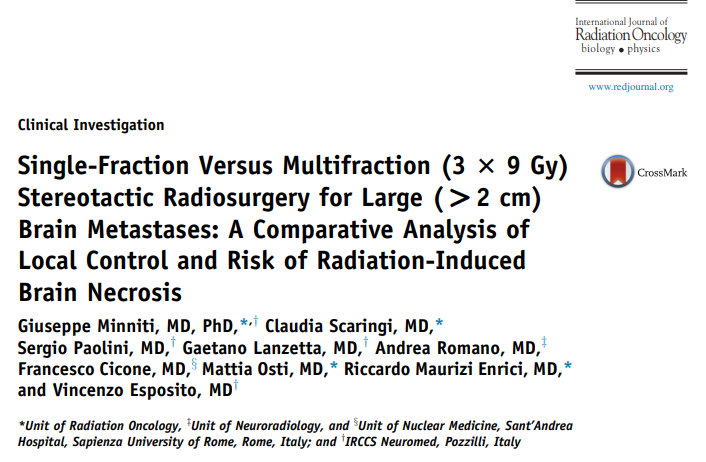 International Journal of
Radiation Oncology
biology • physics
www.redjournal.org
Clinical Investigation
Single-Fraction Versus Multifraction (3 × 9 Gy)
Stereotactic Radiosurgery for Large (>2 cm)
Brain Metastases: A Comparative Analysis of
Local Control and Risk of Radiation-Induced
Brain Necrosis
CrossMark
Giuseppe Minniti, MD, PhD,*,† Claudia Scaringi, MD,*
Sergio Paolini, MD,† Gaetano Lanzetta, MD,† Andrea Romano, MD,‡
Francesco Cicone, MD,§ Mattia Osti, MD,* Riccardo Maurizi Enrici, MD,*
and Vincenzo Esposito, MD†
*Unit of Radiation Oncology, ‡Unit of Neuroradiology, and §Unit of Nuclear Medicine, Sant'Andrea
Hospital, Sapienza University of Rome, Rome, Italy; and †IRCCS Neuromed, Pozzilli, Italy